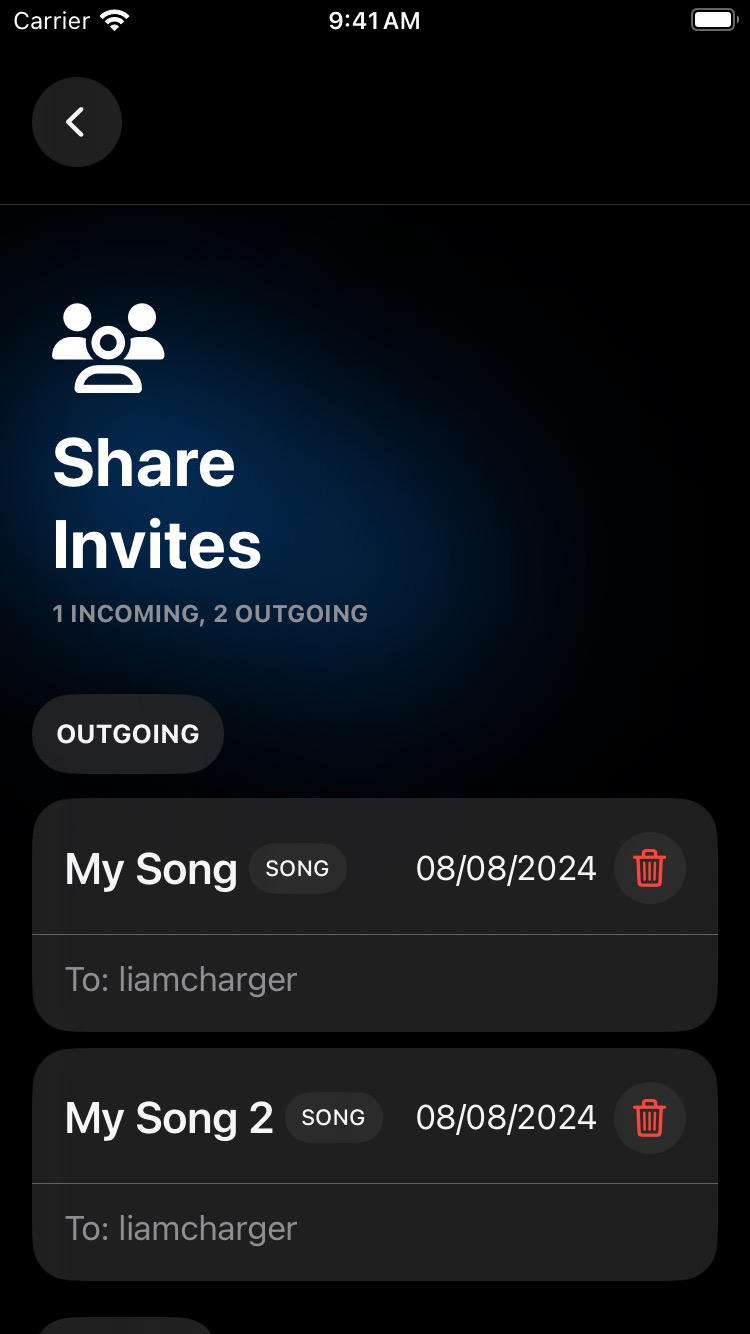 Carrier 9:41 AM
Share
Invites
1 INCOMING, 2 OUTGOING
OUTGOING
My Song SONG 08/08/2024
To: liamcharger
My Song 2 SONG 08/08/2024
To: liamcharger